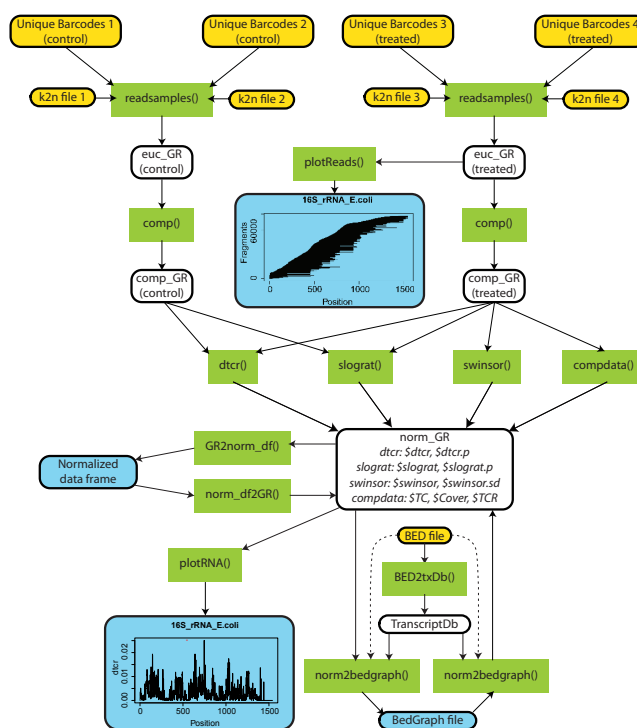 Unique Barcodes 1
(control)
Unique Barcodes 2
(control)
Unique Barcodes 3
(treated)
Unique Barcodes 4
(treated)
k2n file 1
readsamples()
k2n file 2
k2n file 3
readsamples()
k2n file 4
euc_GR
(control)
plotReads()
euc_GR
(treated)
16S_rRNA_E.coli
Fragments
0
60000
0
500
1000
1500
Position
comp()
comp()
comp_GR
(control)
comp_GR
(treated)
dtcr()
slograt()
swinsor()
compdata()
norm_GR
dtcr: $dtcr, $dtcr.p
slograt: $slograt, $slograt.p
swinsor: $swinsor, $swinsor.sd
compdata: $TC, $Cover, $TCR
GR2norm_df()
Normalized
data frame
norm_df2GR()
BED file
plotRNA()
BED2txDb()
TranscriptDb
16S_rRNA_E.coli
dtcr
0.00
0.01
0.02
0
500
1000
1500
Position
norm2bedgraph()
norm2bedgraph()
BedGraph file